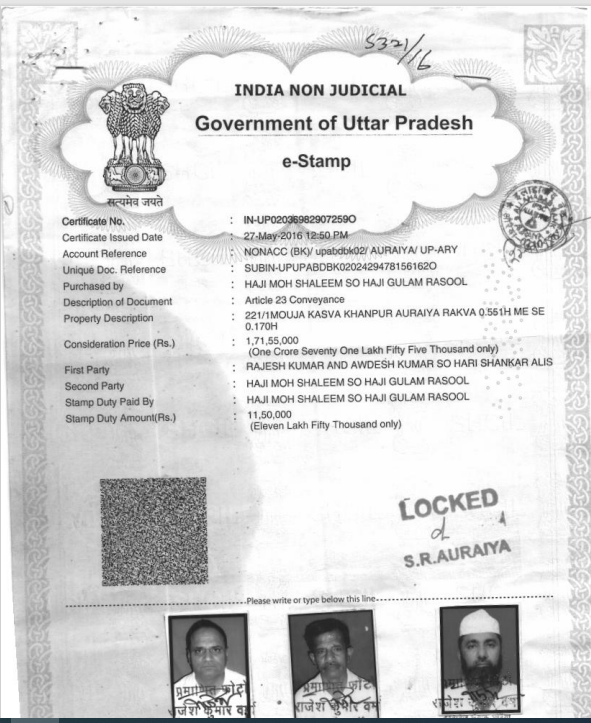 5321/16
INDIA NON JUDICIAL
Government of Uttar Pradesh
e-Stamp
सत्यमेव जयते
Certificate No. : IN-UP02036982907259O
Certificate Issued Date : 27-May-2016 12:50 PM
Account Reference : NONACC (BK)/ upabdbk02/ AURAIYA/ UP-ARY
Unique Doc. Reference : SUBIN-UPUPABDBK02024294781561620
Purchased by : HAJI MOH SHALEEM SO HAJI GULAM RASOOL
Description of Document : Article 23 Conveyance
Property Description : 221/1MOUJA KASVA KHANPUR AURAIYA RAKVA 0.551H ME SE
0.170H
Consideration Price (Rs.) : 1,71,55,000
(One Crore Seventy One Lakh Fifty Five Thousand only)
First Party : RAJESH KUMAR AND AWDESH KUMAR SO HARI SHANKAR ALIS
Second Party : HAJI MOH SHALEEM SO HAJI GULAM RASOOL
Stamp Duty Paid By : HAJI MOH SHALEEM SO HAJI GULAM RASOOL
Stamp Duty Amount(Rs.) : 11,50,000
(Eleven Lakh Fifty Thousand only)
LOCKED
S.R.AURAIYA
Please write or type below this line
प्रमाणित फोटो प्रमाणित फोटो
राजेश कुमार वर्मा राजेश कुमार वर्मा राजेश कुमार वर्मा